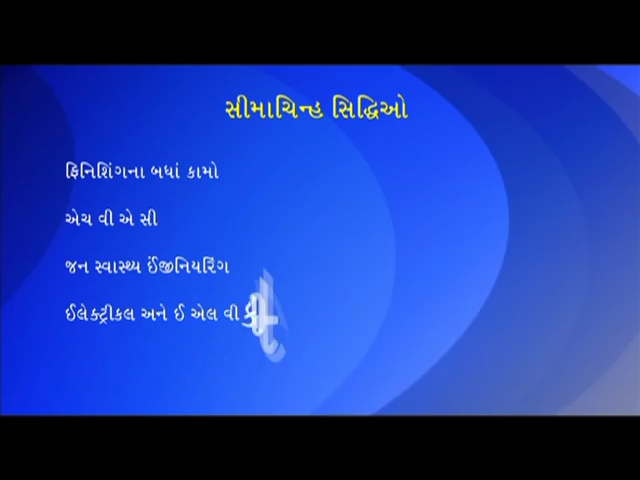 સીમાચિન્હ સિદ્ધિઓ
ફિનિશિંગના બધાં કામો
એચ વી એ સી
જન સ્વાસ્થ્ય ઈંજીનિયરિંગ
ઈલેક્ટ્રીકલ અને ઈ એલ વી